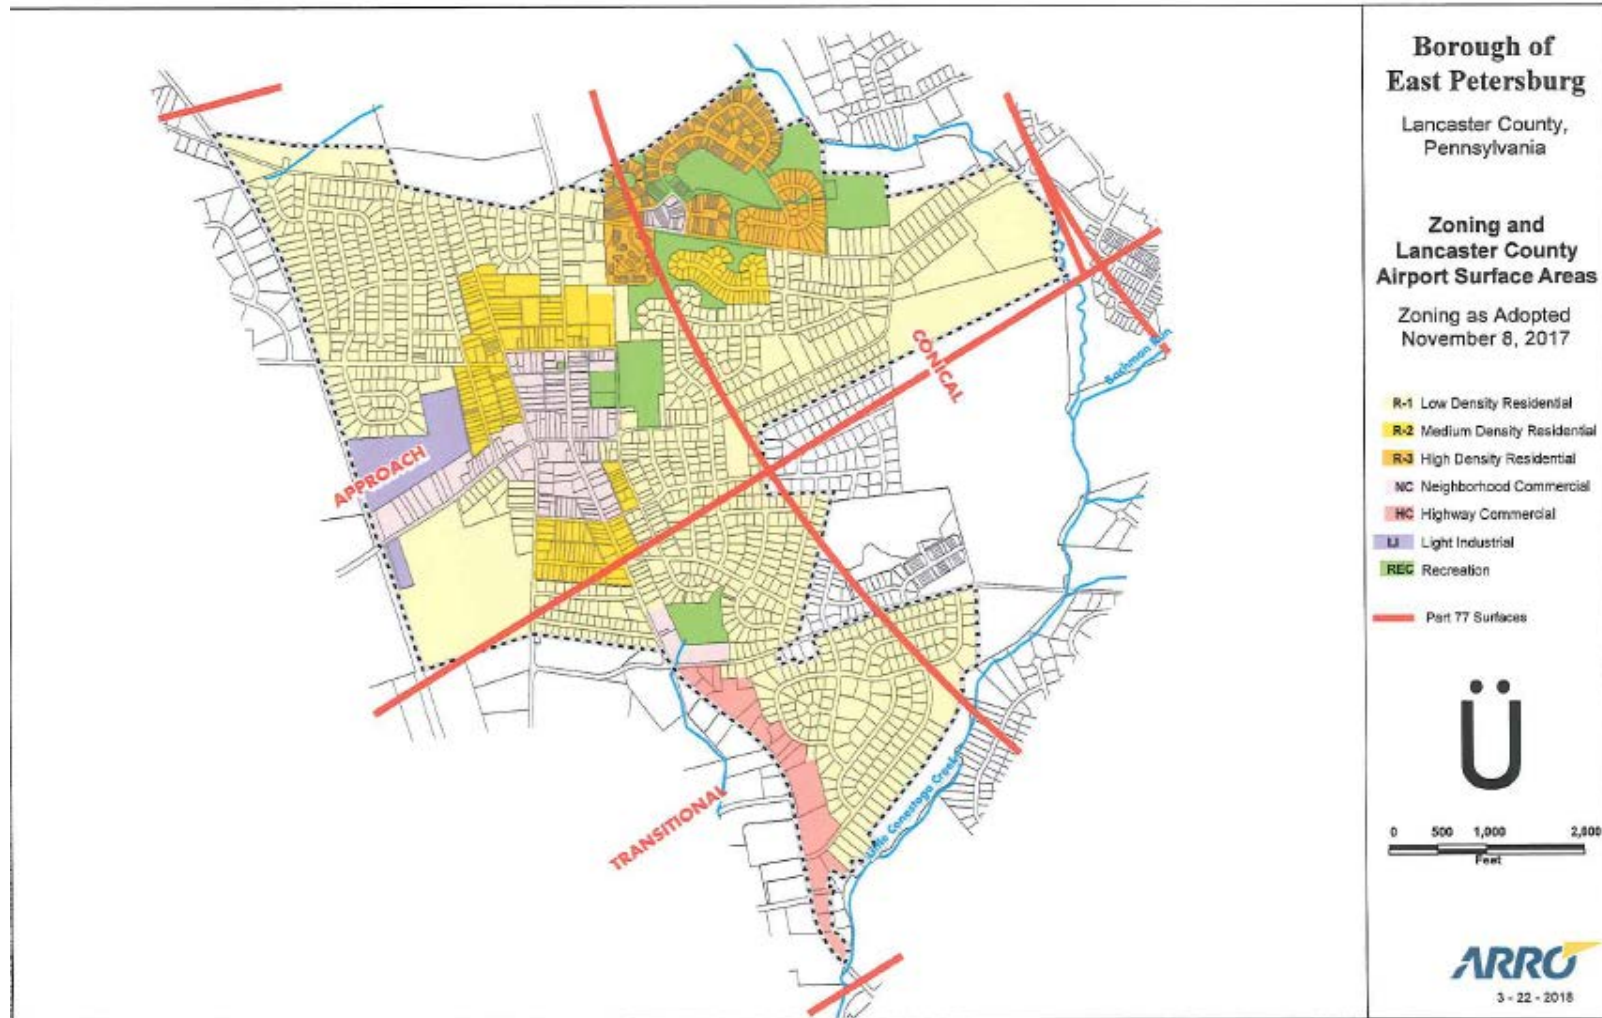 Borough of
East Petersburg
Lancaster County,
Pennsylvania
Zoning and
Lancaster County
Airport Surface Areas
Zoning as Adopted
November 8, 2017
R-1 Low Density Residential
R-2 Medium Density Residential
R-3 High Density Residential
NC Neighborhood Commercial
HC Highway Commercial
LI Light Industrial
REC Recreation
Part 77 Surfaces
Ü
0 500 1,000 2,000
Feet
ARRO
3 - 22 - 2018
CONICAL
Bachman Run
APPROACH
TRANSITIONAL
Little Conestoga Creek